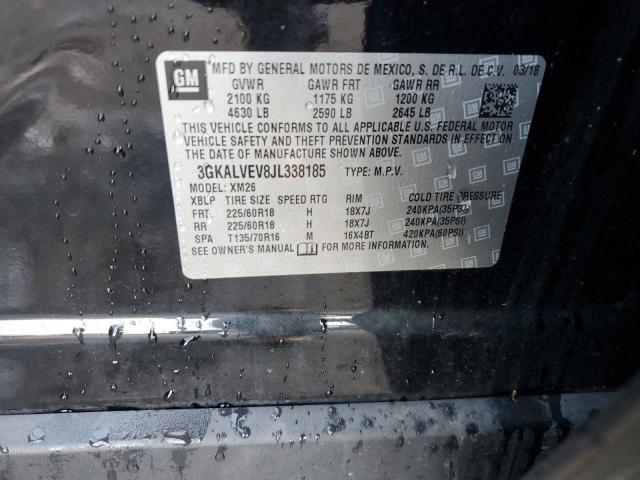 GM
MFD BY GENERAL MOTORS DE MEXICO, S. DE R.L. DE C.V. 03/18
GVWR GAWR FRT GAWR RR
2100 KG 1175 KG 1200 KG
4630 LB 2590 LB 2645 LB
THIS VEHICLE CONFORMS TO ALL APPLICABLE U.S. FEDERAL MOTOR
VEHICLE SAFETY AND THEFT PREVENTION STANDARDS IN EFFECT ON
THE DATE OF MANUFACTURE SHOWN ABOVE.
3GKALVEV8JL338185 TYPE: M.P.V.
MODEL: XM26
XBLP TIRE SIZE SPEED RTG RIM COLD TIRE PRESSURE
FRT 225/60R18 H 18X7J 240KPA(35PSI)
RR 225/60R18 H 18X7J 240KPA(35PSI)
SPA T135/70R16 M 16X4BT 420KPA(60PSI)
SEE OWNER'S MANUAL FOR MORE INFORMATION.